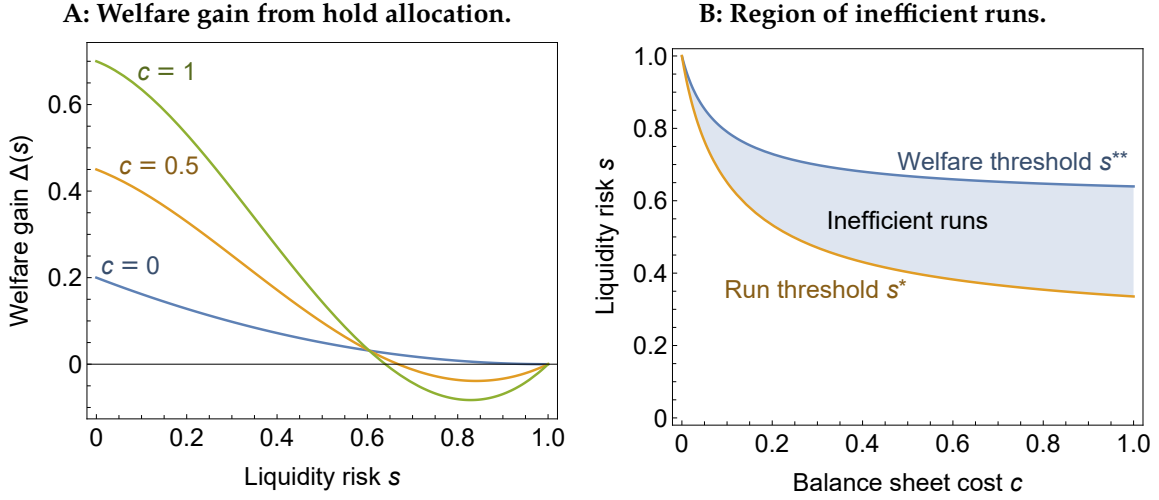 A: Welfare gain from hold allocation.
c = 1
c = 0.5
c = 0
Welfare gain Δ(s)
0.6
0.4
0.2
0
0
0.2
0.4
0.6
0.8
1.0
Liquidity risk s
B: Region of inefficient runs.
Welfare threshold s**
Inefficient runs
Run threshold s*
Liquidity risk s
1.0
0.8
0.6
0.4
0.2
0
0
0.2
0.4
0.6
0.8
1.0
Balance sheet cost c